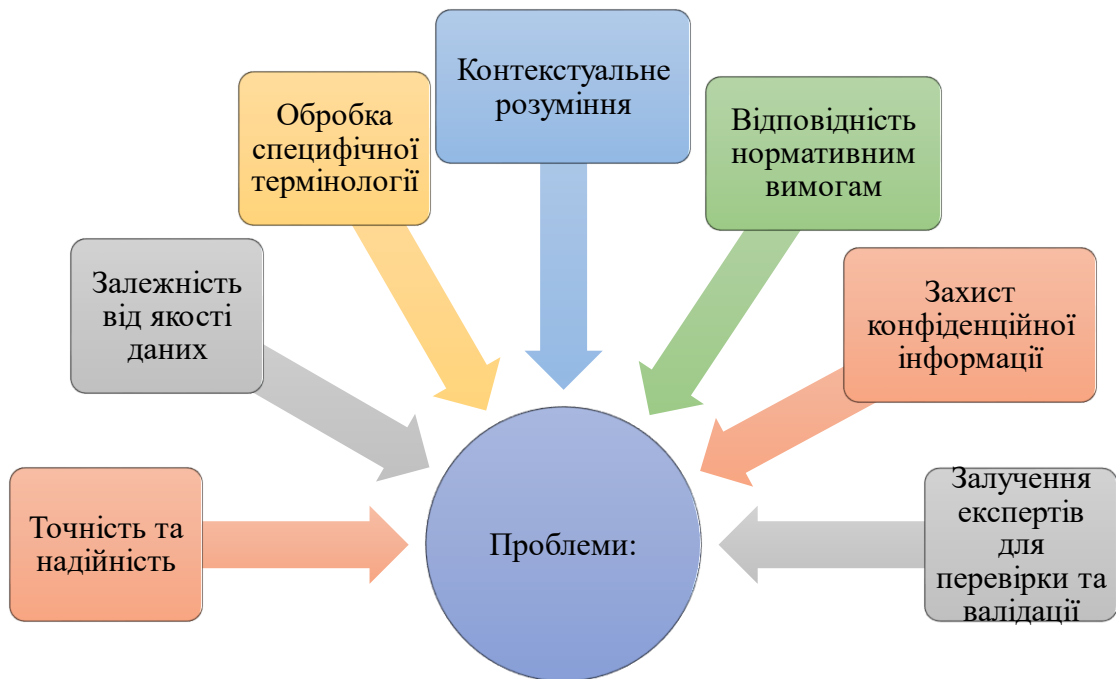 Контекстуальне
розуміння
Обробка
специфічної
термінології
Відповідність
нормативним
вимогам
Залежність
від якості
даних
Захист
конфіденційної
інформації
Точність та
надійність
Проблеми:
Залучення
експертів
для
перевірки та
валідації